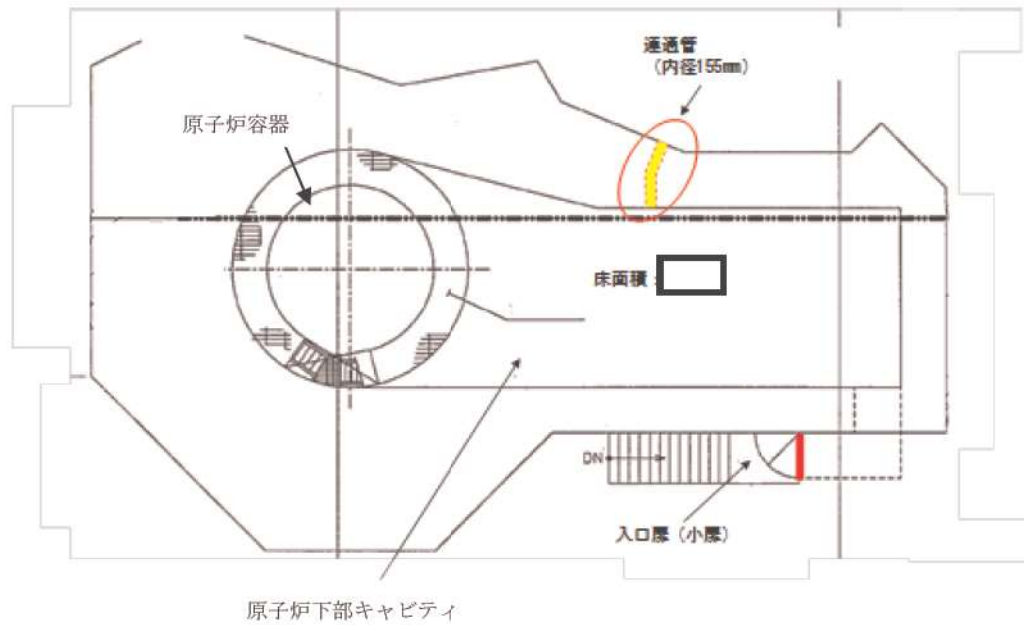 連通管
（内径155mm）
原子炉容器
床面積：
DN
入口扉（小扉）
原子炉下部キャビティ